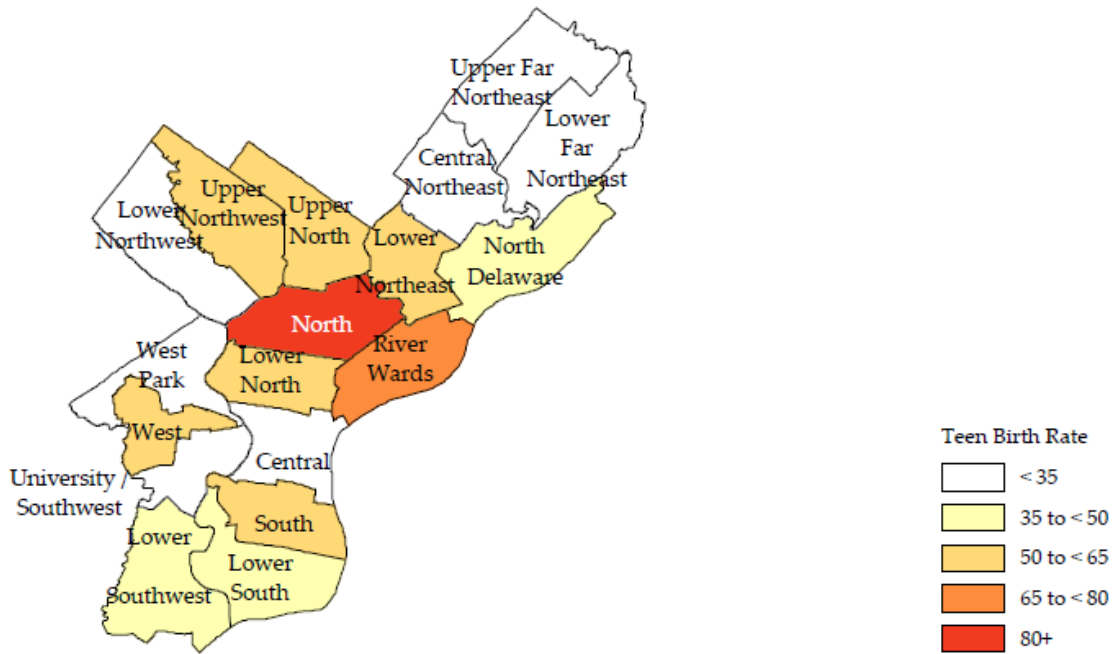 Upper Far
Northeast
Lower
Far
Northeast
Central
Northeast
Upper
Northwest
Lower
Northwest
Upper
North
Lower
Northeast
North
Delaware
North
River
Wards
Lower
North
West
Park
West
Central
University
Southwest
South
Lower
Southwest
Lower
South
Teen Birth Rate
< 35
35 to < 50
50 to < 65
65 to < 80
80+